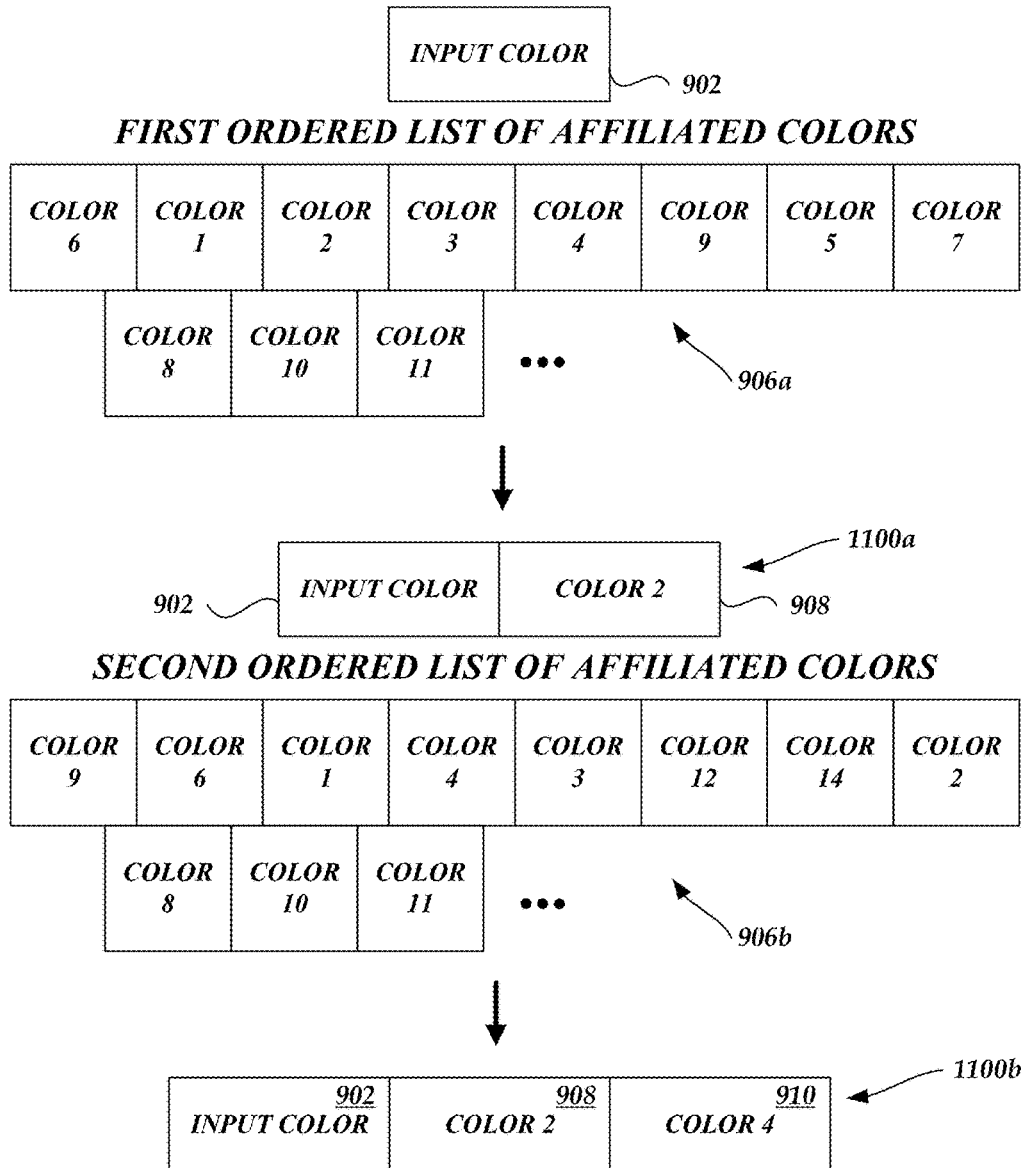 INPUT COLOR
902
FIRST ORDERED LIST OF AFFILIATED COLORS
COLOR COLOR COLOR COLOR COLOR COLOR COLOR COLOR
6 1 2 3 4 9 5 7
COLOR COLOR COLOR
8 10 11
•••
906a
1100a
902 INPUT COLOR COLOR 2 908
SECOND ORDERED LIST OF AFFILIATED COLORS
COLOR COLOR COLOR COLOR COLOR COLOR COLOR COLOR
9 6 1 4 3 12 14 2
COLOR COLOR COLOR
8 10 11
•••
906b
1100b
902 908 910
INPUT COLOR COLOR 2 COLOR 4